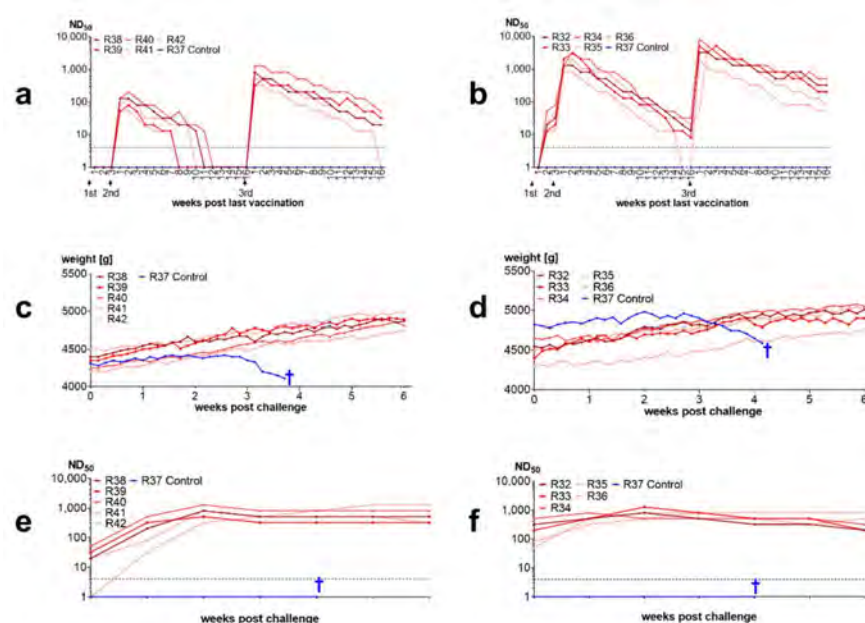 ND50
R38 R40 R42
R39 R41 R37 Control
10.000
1.000
100
10
1
a
1st 2nd 3rd
weeks post last vaccination
ND50
R32 R34 R36
R33 R35 R37 Control
10.000
1.000
100
10
1
b
1st 2nd 3rd
weeks post last vaccination
weight [g]
R38 R37 Control
R39
R40
R41
R42
5500
5000
4500
4000
c
0 1 2 3 4 5 6
weeks post challenge
weight [g]
R32 R35
R33 R36
R34 R37 Control
5500
5000
4500
4000
d
0 1 2 3 4 5 6
weeks post challenge
ND50
R38 R37 Control
R39
R40
R41
R42
10.000
1.000
100
10
1
e
weeks post challenge
ND50
R32 R35 R37 Control
R33 R36
R34
10.000
1.000
100
10
1
f
weeks post challenge